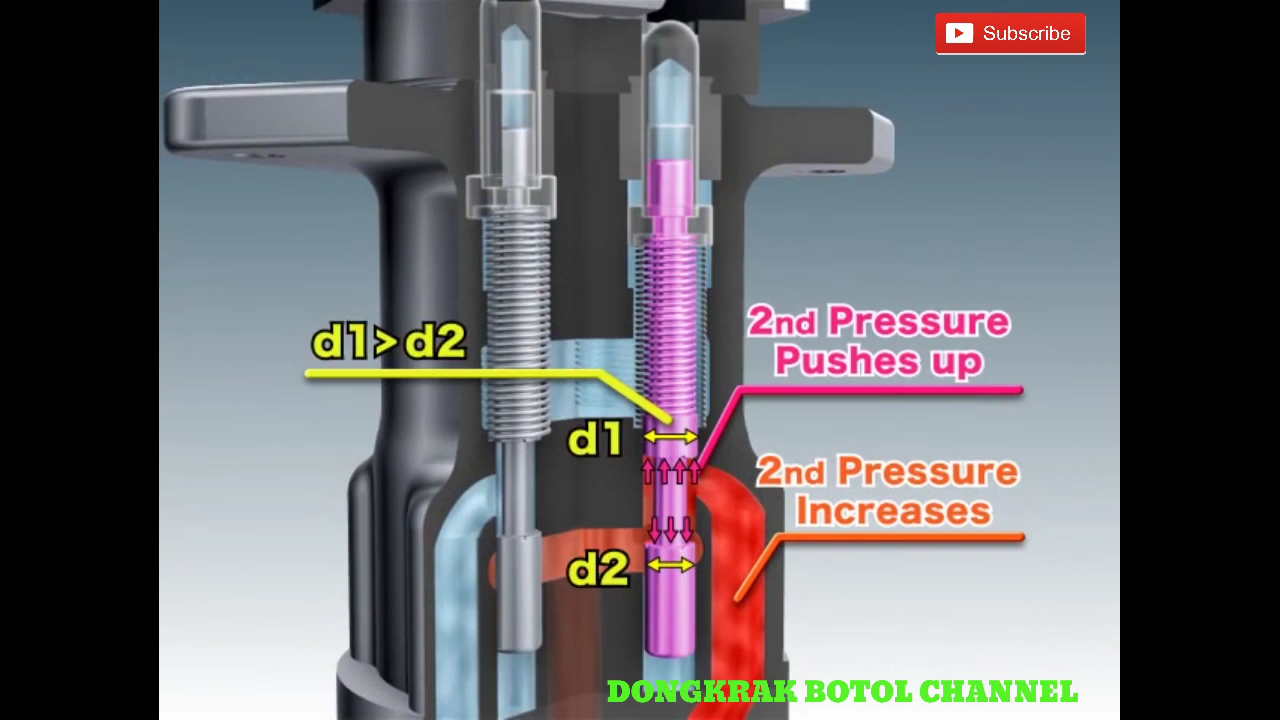 Subscribe
d1>d2
2nd Pressure
Pushes up
d1
2nd Pressure
Increases
d2
DONGKRAK BOTOL CHANNEL